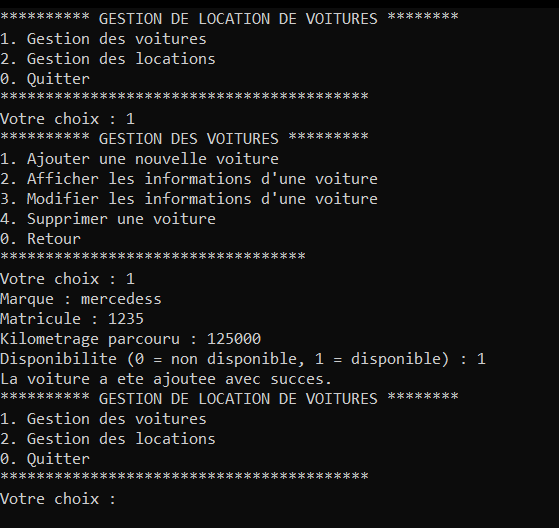 ********** GESTION DE LOCATION DE VOITURES ********
1. Gestion des voitures
2. Gestion des locations
0. Quitter
*****************************************
Votre choix : 1
********** GESTION DES VOITURES *********
1. Ajouter une nouvelle voiture
2. Afficher les informations d'une voiture
3. Modifier les informations d'une voiture
4. Supprimer une voiture
0. Retour
**********************************
Votre choix : 1
Marque : mercedess
Matricule : 1235
Kilometrage parcouru : 125000
Disponibilite (0 = non disponible, 1 = disponible) : 1
La voiture a ete ajoutee avec succes.
********** GESTION DE LOCATION DE VOITURES ********
1. Gestion des voitures
2. Gestion des locations
0. Quitter
*****************************************
Votre choix :